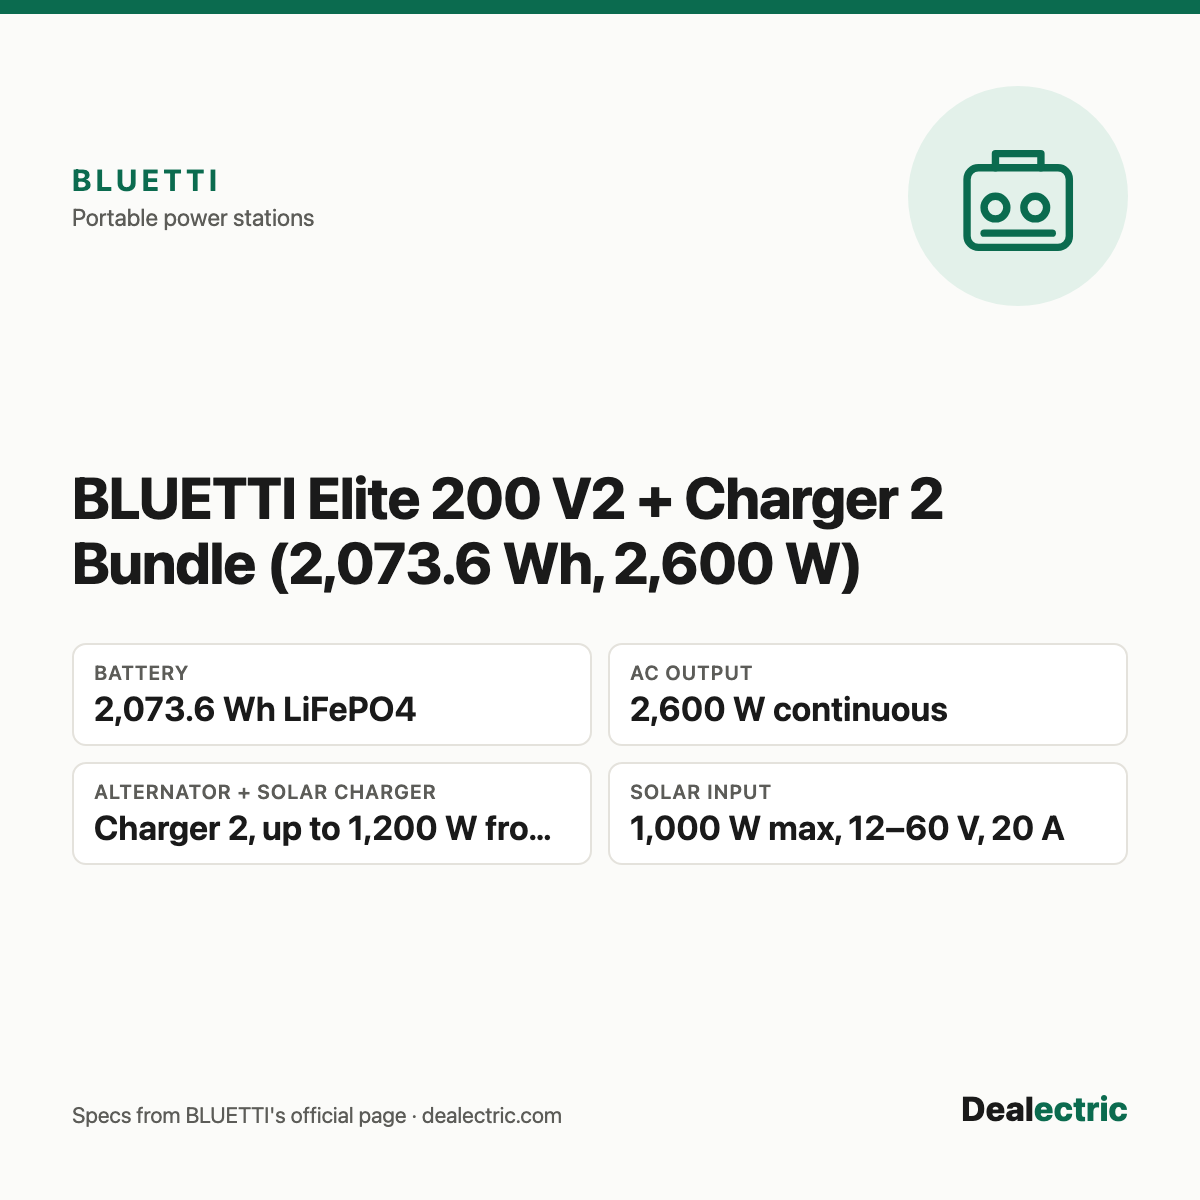 BLUETTI
Portable power stations
BLUETTI Elite 200 V2 + Charger 2
Bundle (2,073.6 Wh, 2,600 W)
BATTERY
2,073.6 Wh LiFePO4
AC OUTPUT
2,600 W continuous
ALTERNATOR + SOLAR CHARGER
Charger 2, up to 1,200 W fro...
SOLAR INPUT
1,000 W max, 12–60 V, 20 A
Specs from BLUETTI's official page · dealectric.com
Dealectric